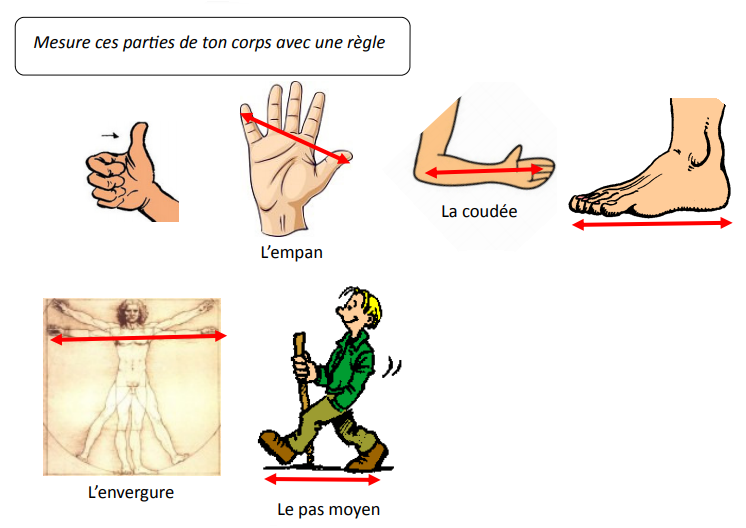 Mesure ces parties de ton corps avec une règle
La coudée
L’empan
L’envergure
Le pas moyen